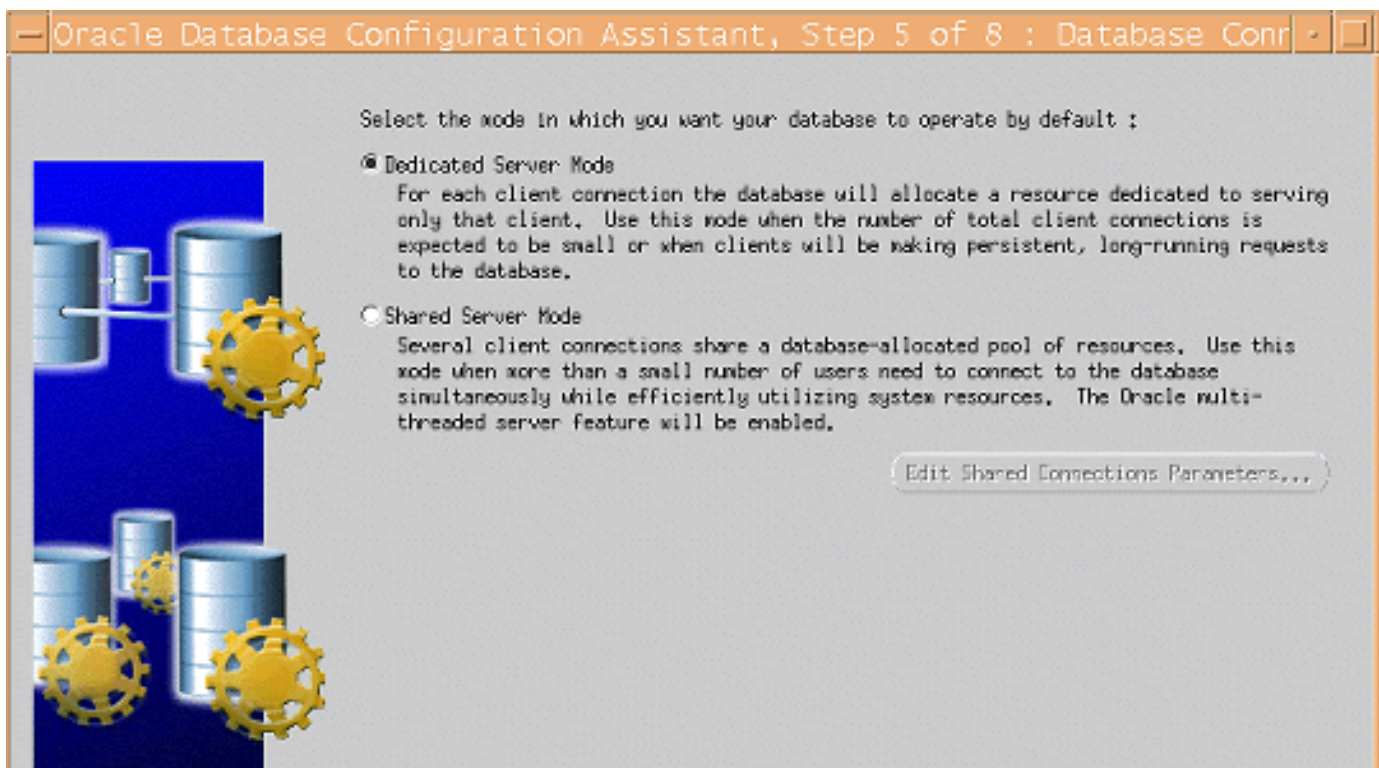 Oracle Database Configuration Assistant, Step 5 of 8 : Database Conn
Select the mode in which you want your database to operate by default :
Dedicated Server Mode
For each client connection the database will allocate a resource dedicated to serving
only that client. Use this mode when the number of total client connections is
expected to be small or when clients will be making persistent, long-running requests
to the database.
Shared Server Mode
Several client connections share a database-allocated pool of resources. Use this
mode when more than a small number of users need to connect to the database
simultaneously while efficiently utilizing system resources. The Oracle multi-
threaded server feature will be enabled.
Edit Shared Connections Parameters...